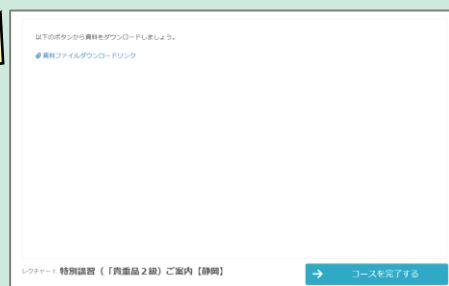 以下のボタンから資料をダウンロードしましょう。
資料ファイルダウンロードリンク
レクチャー 1: 特別講習(「貴重品2級)ご案内【静岡】
→ コースを完了する